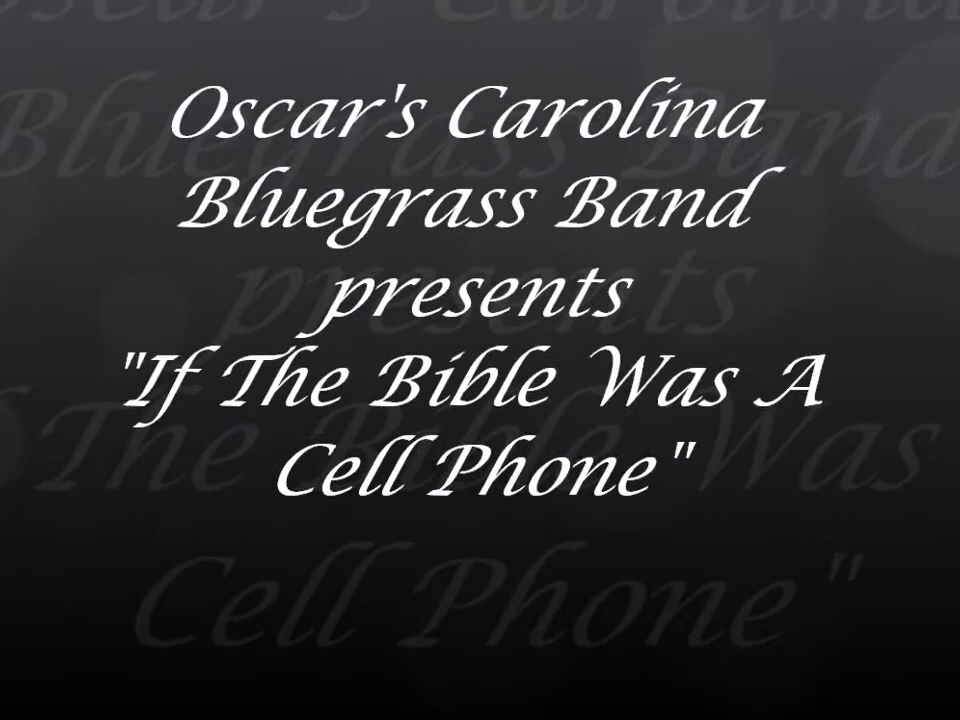 Oscar's Carolina
Bluegrass Band
presents
"If The Bible Was A
Cell Phone"